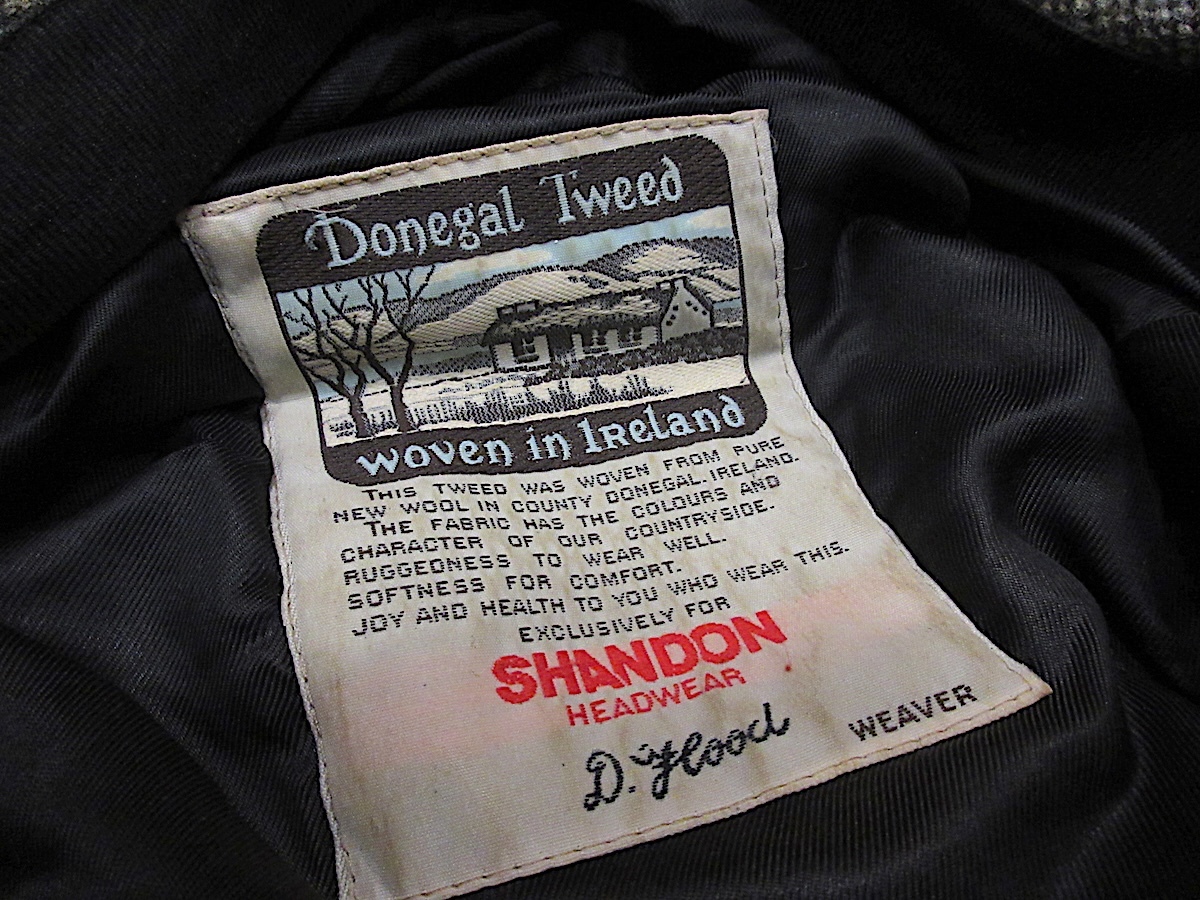 Donegal Tweed
woven in Ireland
THIS TWEED WAS WOVEN FROM PURE
NEW WOOL IN COUNTY DONEGAL. IRELAND.
THE FABRIC HAS THE COLOURS AND
CHARACTER OF OUR COUNTRYSIDE.
RUGGEDNESS TO WEAR WELL.
SOFTNESS FOR COMFORT.
JOY AND HEALTH TO YOU WHO WEAR THIS.
EXCLUSIVELY FOR
SHANDON
HEADWEAR
D. Flood
WEAVER